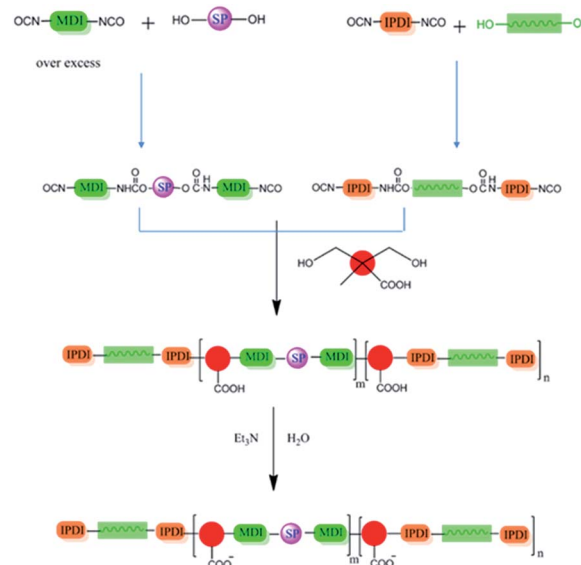 OCN-MDI-NCO + HO-SP-OH OCN-IPDI-NCO + HO-
over excess
OCN-MDI-NHCO-SP-O CN-MDI-NCO OCN-IPDI-NHCO- -O CN-IPDI-NCO
O O H O O H
HO OH
COOH
IPDI IPDI MDI SP MDI IPDI IPDI
m n
COOH COOH
Et₃N H₂O
IPDI IPDI MDI SP MDI IPDI IPDI
m n
COO⁻ COO⁻